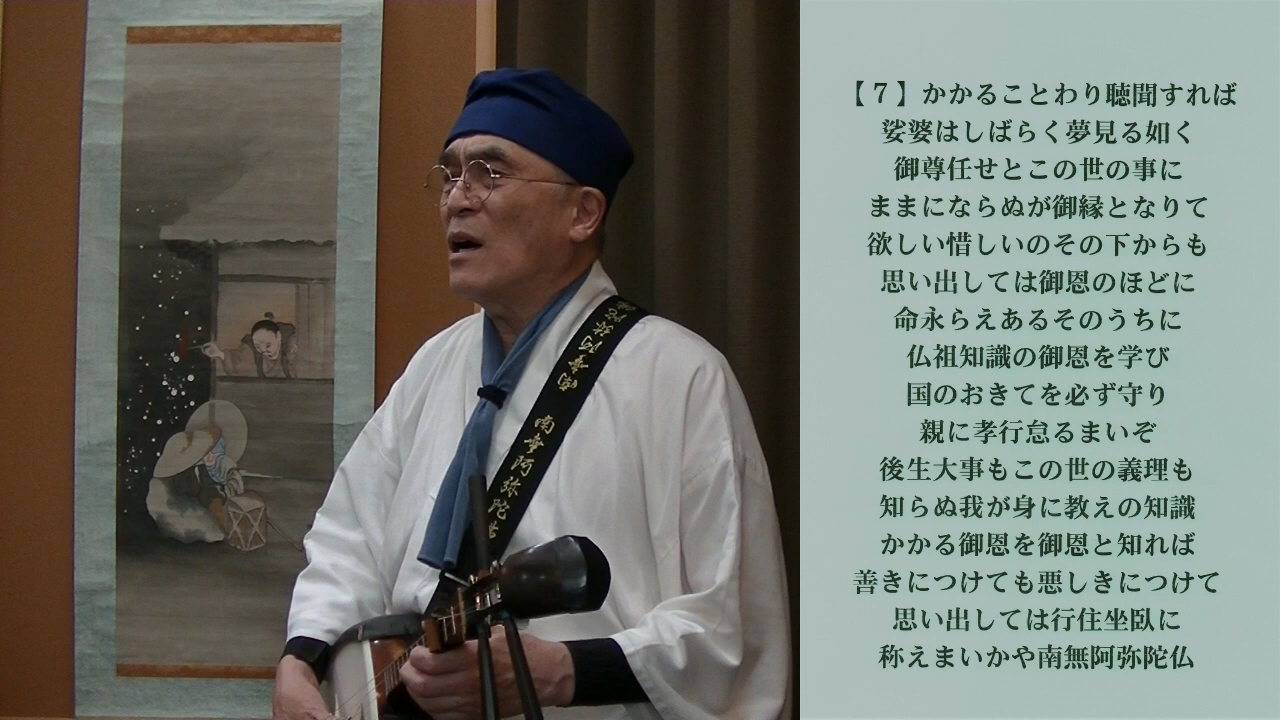 【７】かかることわり聴聞すれば
娑婆はしばらく夢見る如く
御尊任せとこの世の事に
ままにならぬが御縁となりて
欲しい惜しいのその下からも
思い出しては御恩のほどに
命永らえあるそのうちに
仏祖知識の御恩を学び
国のおきてを必ず守り
親に孝行怠るまいぞ
後生大事もこの世の義理も
知らぬ我が身に教えの知識
かかる御恩を御恩と知れば
善きにつけても悪しきにつけて
思い出しては行住坐臥に
称えまいかや南無阿弥陀仏
南無阿弥陀